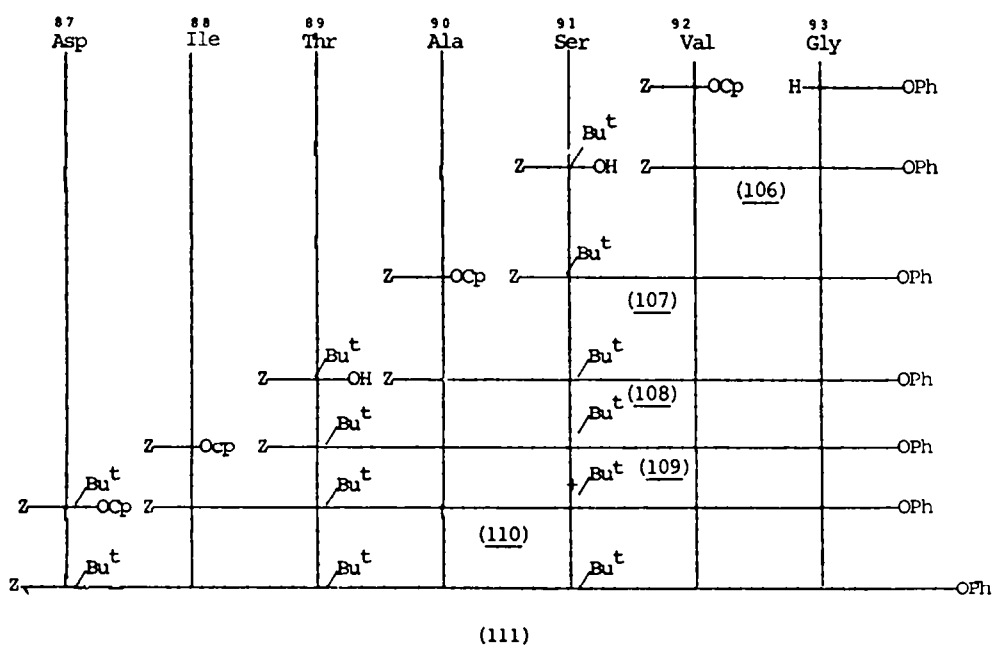 87 88 89 90 91 92 93
Asp Ile Thr Ala Ser Val Gly
Z OCp H OPh
Bu^t
Z OH Z OPh
(106)
Bu^t
Z OCp Z OPh
(107)
Bu^t Bu^t
Z OH Z OPh
(108)
Bu^t Bu^t
Z Ocp Z OPh
(109)
Bu^t Bu^t Bu^t
Z OCp Z OPh
(110)
Bu^t Bu^t Bu^t
Z OPh
(111)